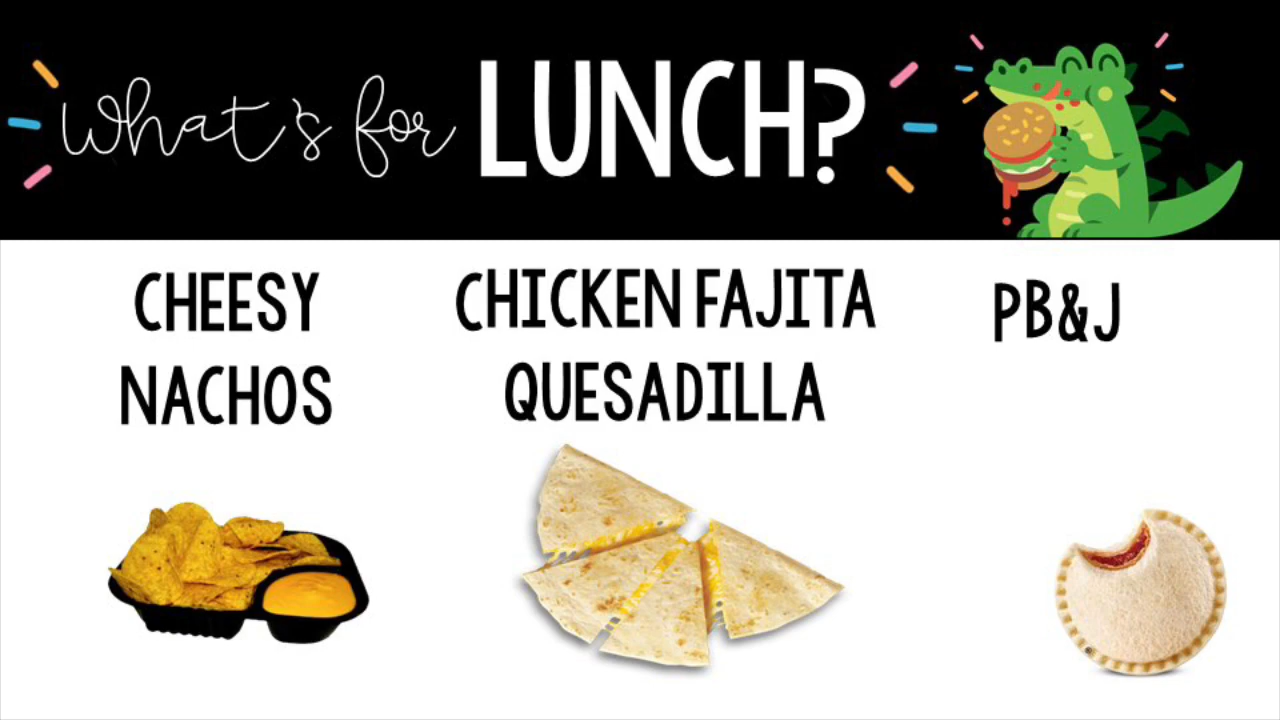 What's for LUNCH?
CHEESY
NACHOS
CHICKEN FAJITA
QUESADILLA
PB&J